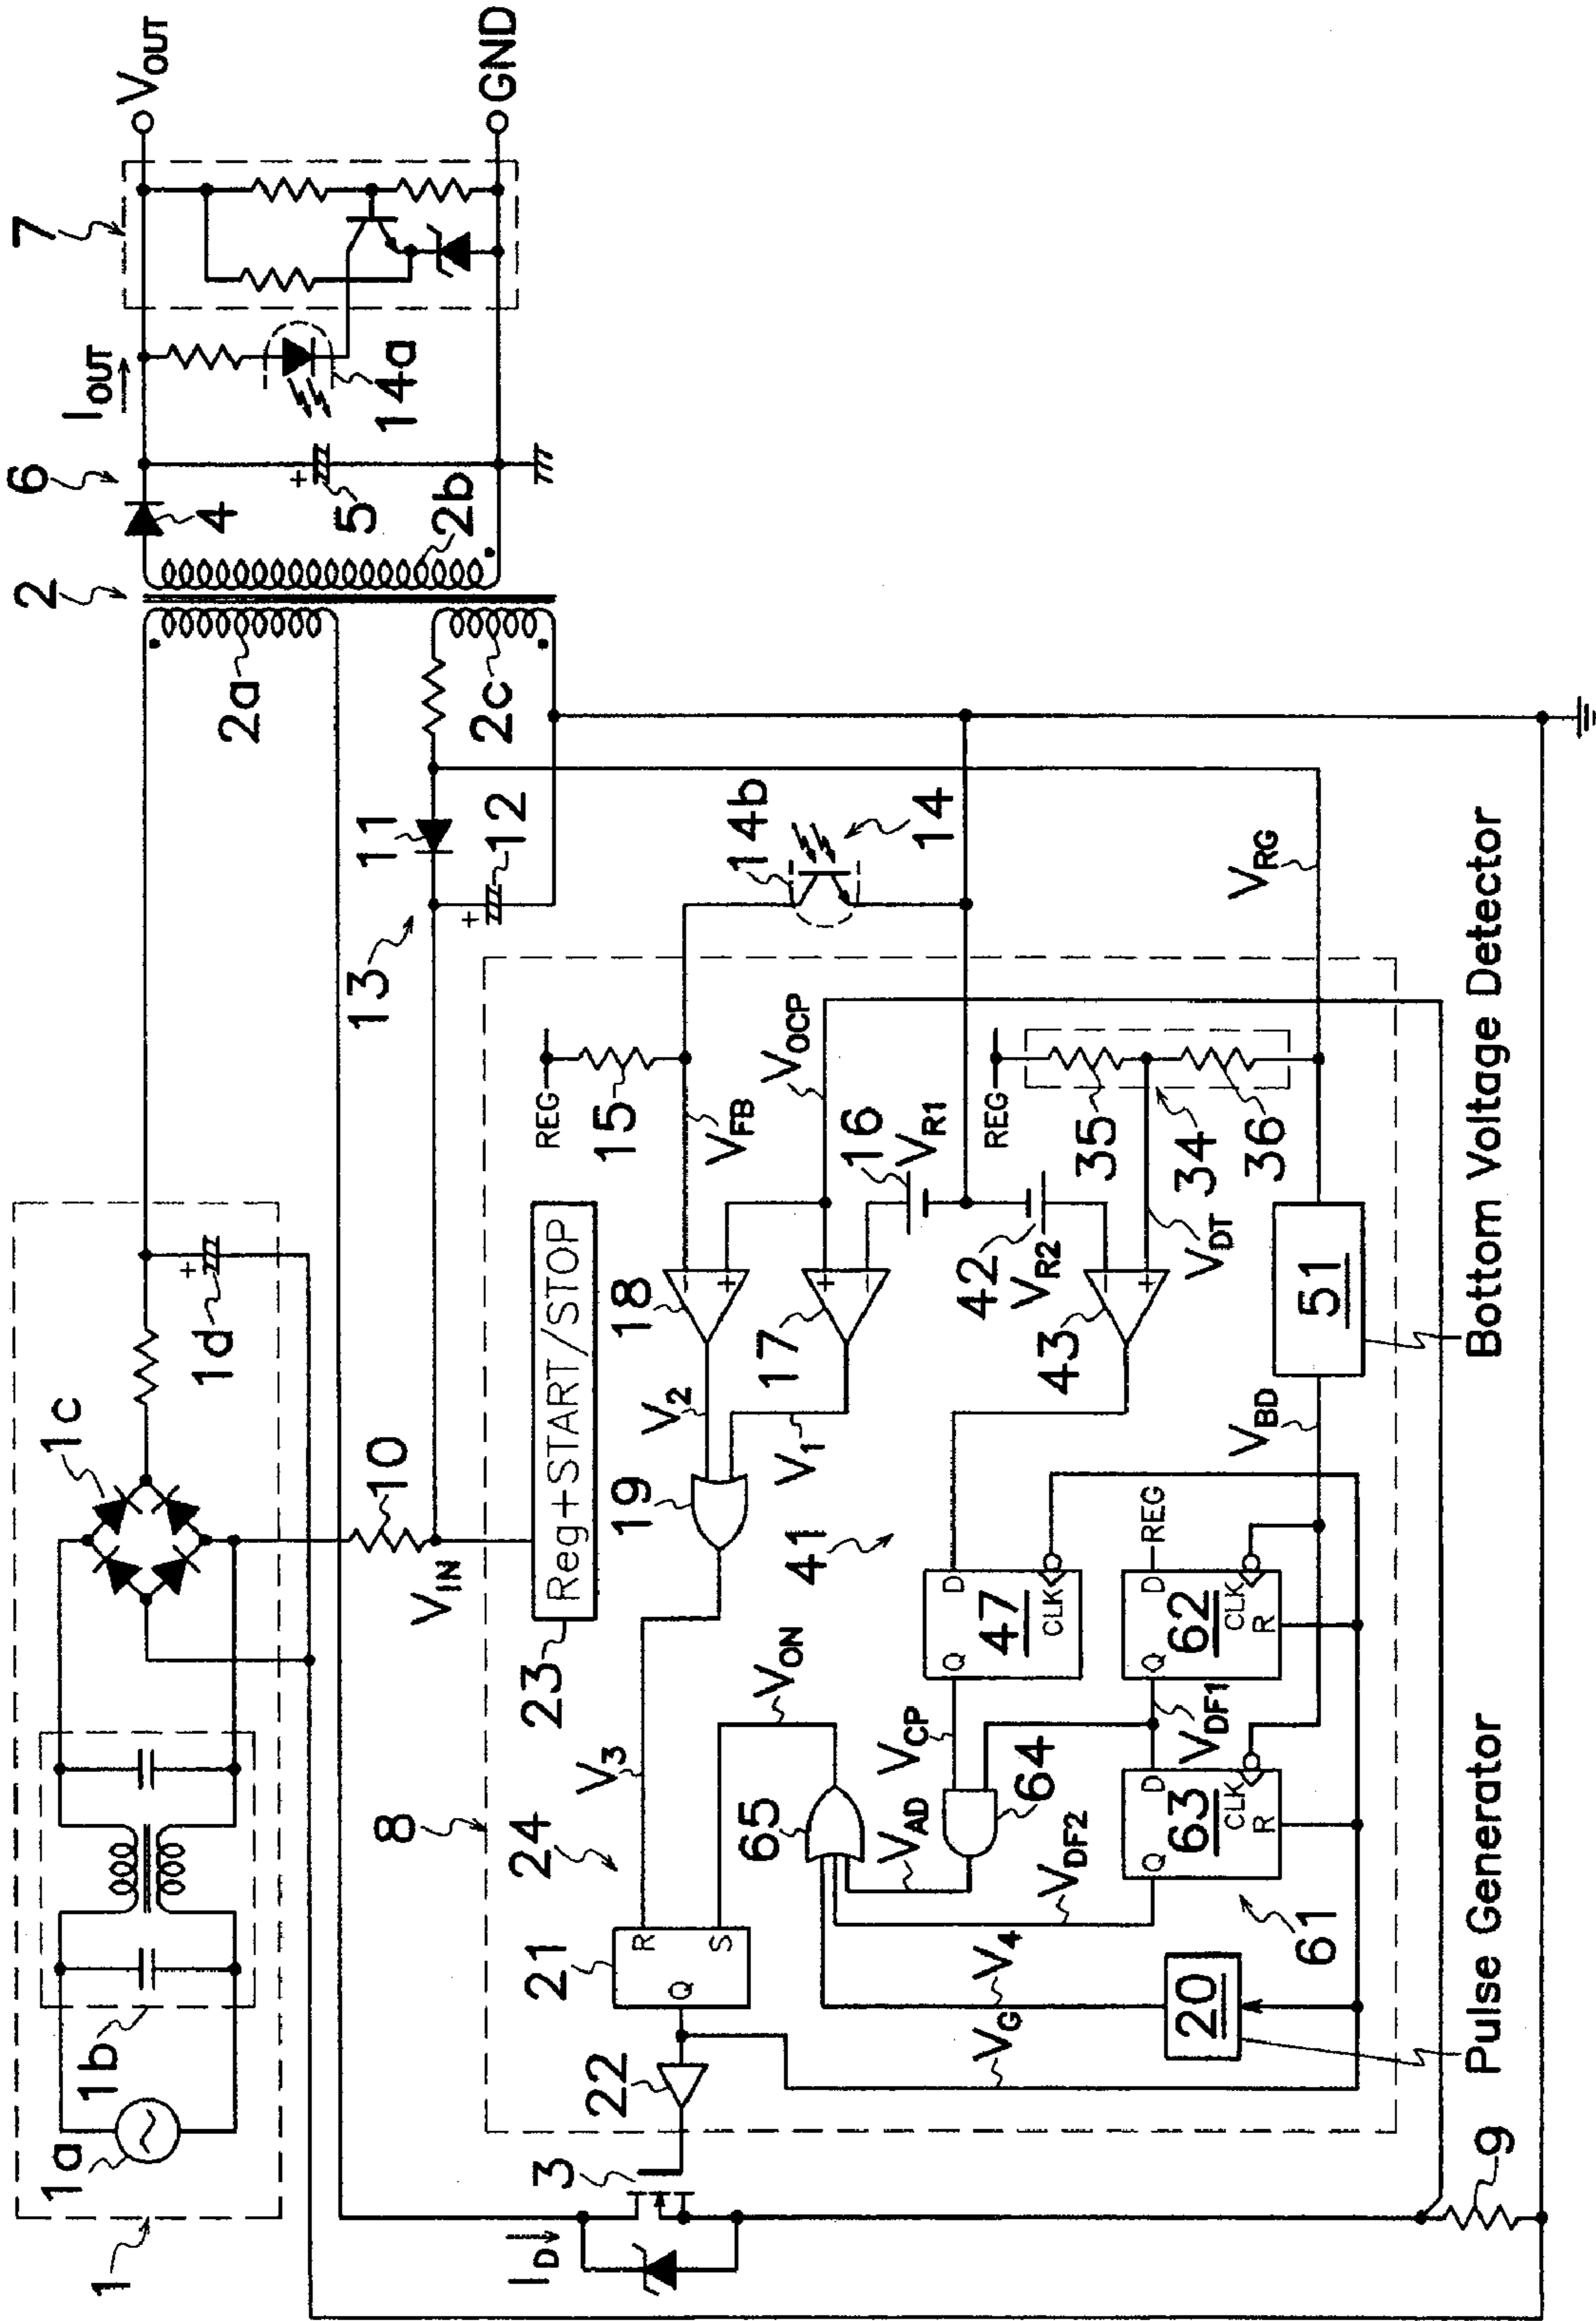 1
1a
1b
1c
1d
2
2a
2b
2c
4
5
6
7
I_OUT
V_OUT
GND
14a
10
V_IN
11
12
13
14b
14
V_RG
8
23
Reg+START/STOP
REG
15
V_FB
V_OCP
18
- +
V_2
19
V_3
17
+ -
V_1
16
V_R1
42
V_R2
43
- +
REG
35
34
36
V_DT
51
Bottom Voltage Detector
V_BD
41
47
D
Q
CLK
REG
62
D
Q
CLK
R
V_DF1
63
D
Q
CLK
R
61
V_CP
64
V_AD
V_DF2
65
V_ON
24
21
R
S
Q
22
V_G
V_4
20
Pulse Generator
3
I_D
9